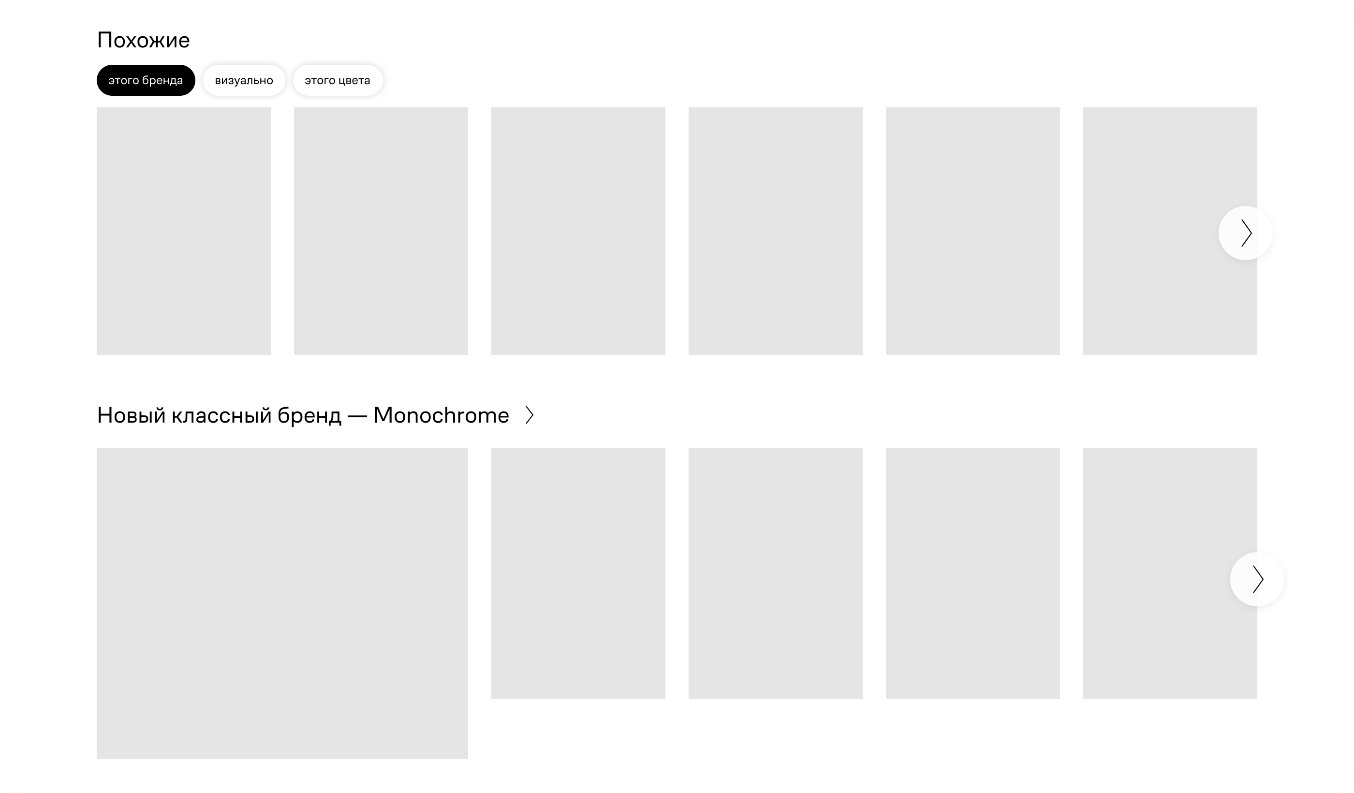 Похожие
этого бренда визуально этого цвета
Новый классный бренд — Monochrome